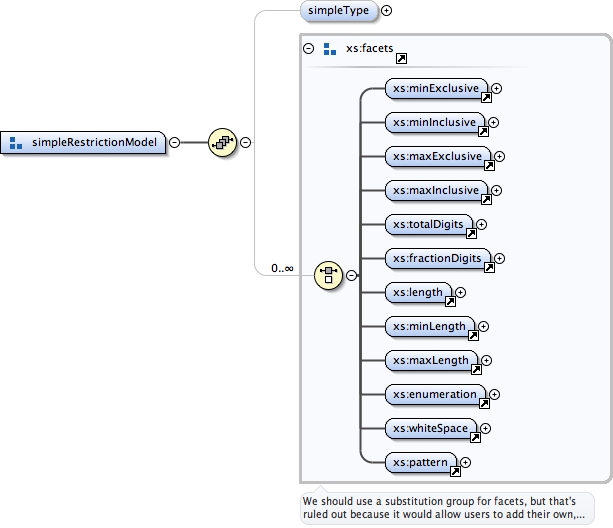 simpleType
xs:facets
simpleRestrictionModel
xs:minExclusive
xs:minInclusive
xs:maxExclusive
xs:maxInclusive
xs:totalDigits
xs:fractionDigits
0..∞
xs:length
xs:minLength
xs:maxLength
xs:enumeration
xs:whiteSpace
xs:pattern
We should use a substitution group for facets, but that's
ruled out because it would allow users to add their own,...